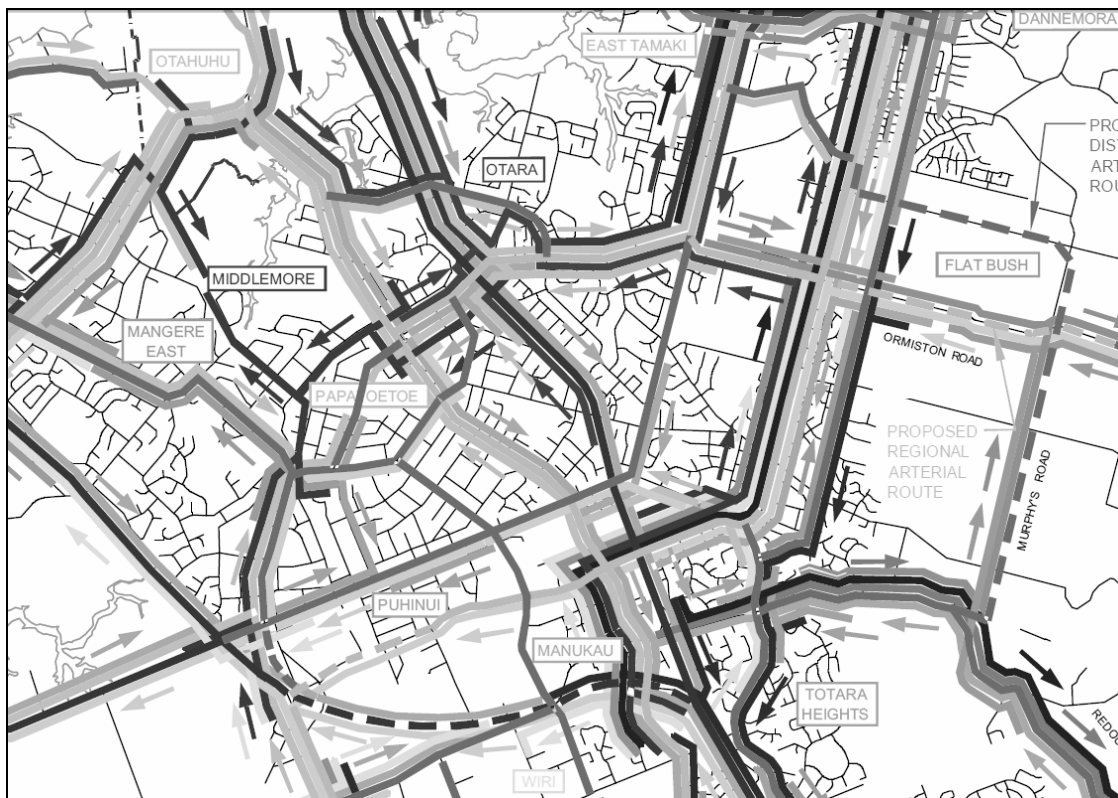 DANNEMORA
EAST TAMAKI
OTAHUHU
OTARA
FLAT BUSH
MIDDLEMORE
MANGERE
EAST
ORMISTON ROAD
PROPOSED
REGIONAL
ARTERIAL
ROUTE
MURPHY'S ROAD
PUHINUI
MANUKAU
TOTARA
HEIGHTS
WIRI